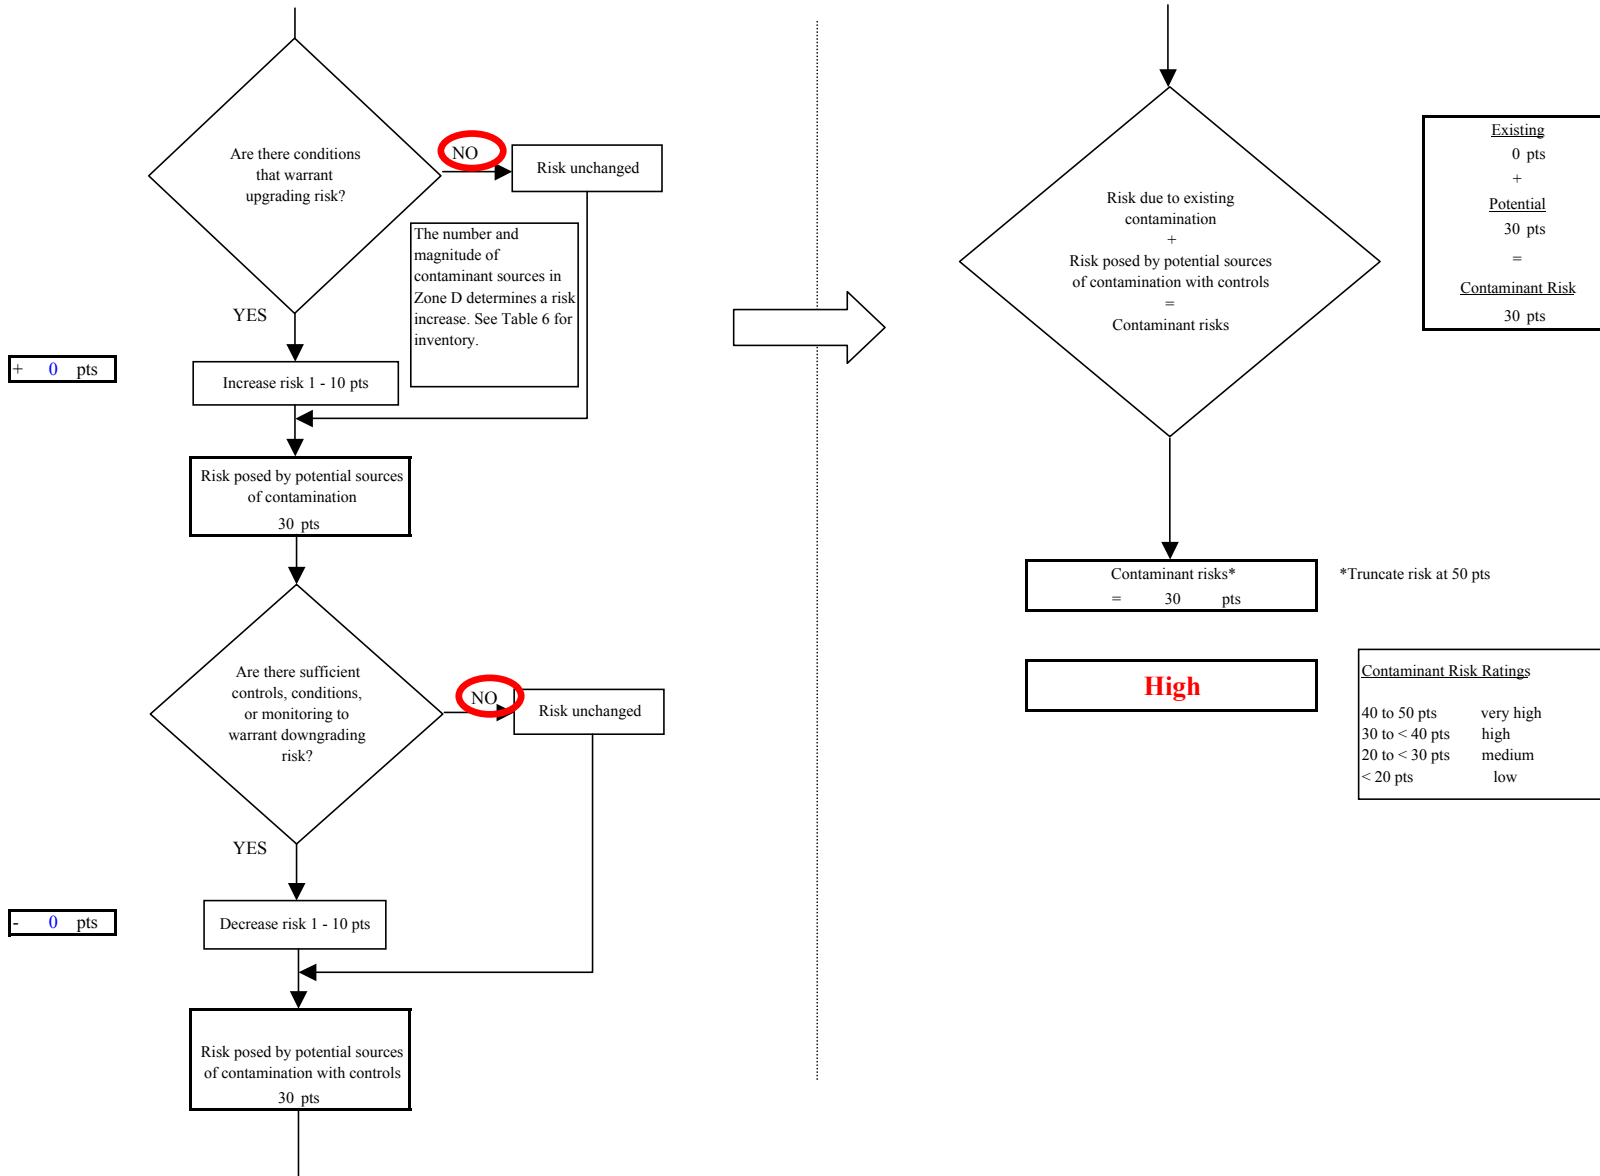 Are there conditions
that warrant
upgrading risk?
NO
Risk unchanged
The number and
magnitude of
contaminant sources in
Zone D determines a risk
increase. See Table 6 for
inventory.
YES
+ 0 pts
Increase risk 1 - 10 pts
Risk posed by potential sources
of contamination
30 pts
Are there sufficient
controls, conditions,
or monitoring to
warrant downgrading
risk?
NO
Risk unchanged
YES
- 0 pts
Decrease risk 1 - 10 pts
Risk posed by potential sources
of contamination with controls
30 pts
Risk due to existing
contamination
+
Risk posed by potential sources
of contamination with controls
=
Contaminant risks
Existing
0 pts
+
Potential
30 pts
=
Contaminant Risk
30 pts
Contaminant risks*
= 30 pts
*Truncate risk at 50 pts
High
Contaminant Risk Ratings
40 to 50 pts very high
30 to < 40 pts high
20 to < 30 pts medium
< 20 pts low